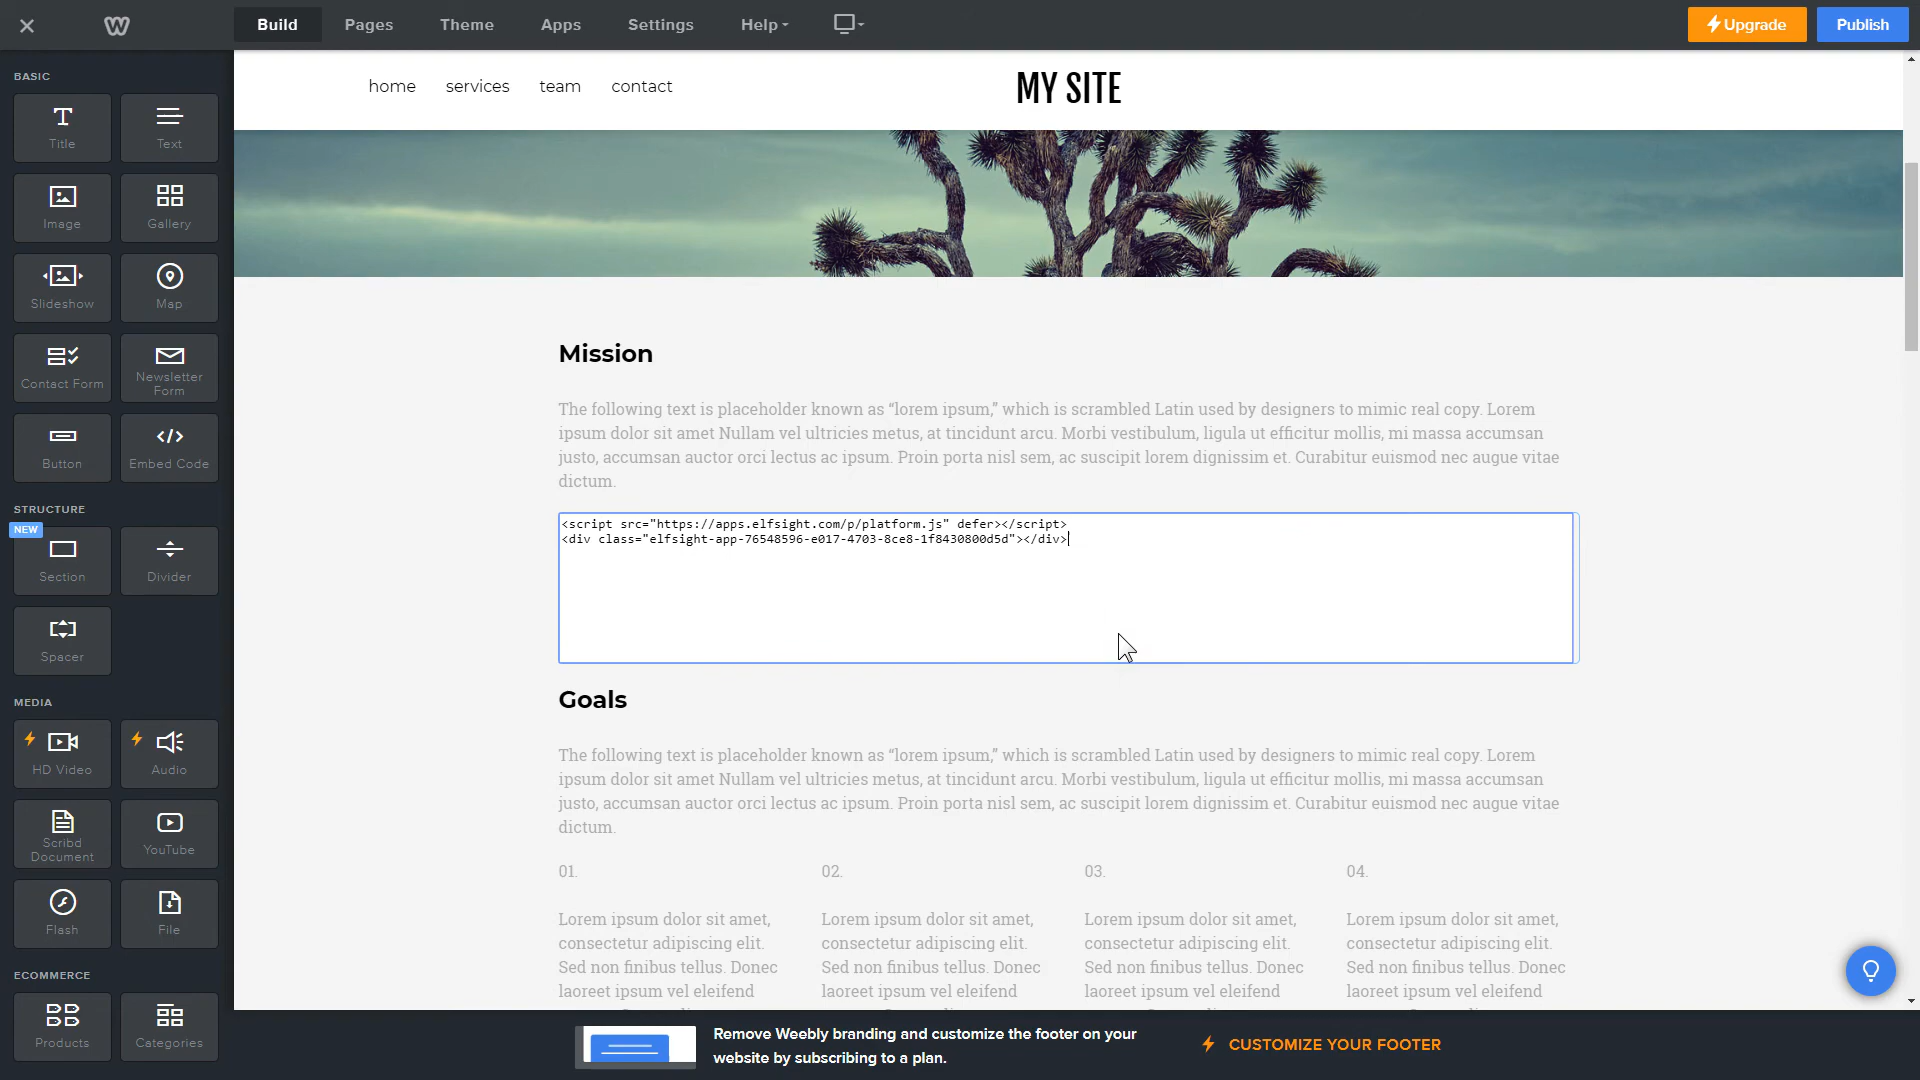 Build Pages Theme Apps Settings Help Upgrade Publish
BASIC
Title Text
Image Gallery
Slideshow Map
Contact Form Newsletter
Form
Button Embed Code
STRUCTURE
NEW
Section Divider
Spacer
MEDIA
HD Video Audio
Scribd
Document YouTube
Flash File
ECOMMERCE
Products Categories
home services team contact MY SITE
Mission
The following text is placeholder known as “lorem ipsum,” which is scrambled Latin used by designers to mimic real copy. Lorem
ipsum dolor sit amet Nullam vel ultricies metus, at tincidunt arcu. Morbi vestibulum, ligula ut efficitur mollis, mi massa accumsan
justo, accumsan auctor orci lectus ac ipsum. Proin porta nisl sem, ac suscipit lorem dignissim et. Curabitur euismod nec augue vitae
dictum.
<script src="https://apps.elfsight.com/p/platform.js" defer></script>
<div class="elfsight-app-76548596-e017-4703-8ce8-1f8430800d5d"></div>
Goals
The following text is placeholder known as “lorem ipsum,” which is scrambled Latin used by designers to mimic real copy. Lorem
ipsum dolor sit amet Nullam vel ultricies metus, at tincidunt arcu. Morbi vestibulum, ligula ut efficitur mollis, mi massa accumsan
justo, accumsan auctor orci lectus ac ipsum. Proin porta nisl sem, ac suscipit lorem dignissim et. Curabitur euismod nec augue vitae
dictum.
01.
Lorem ipsum dolor sit amet,
consectetur adipiscing elit.
Sed non finibus tellus. Donec
laoreet ipsum vel eleifend
02.
Lorem ipsum dolor sit amet,
consectetur adipiscing elit.
Sed non finibus tellus. Donec
laoreet ipsum vel eleifend
03.
Lorem ipsum dolor sit amet,
consectetur adipiscing elit.
Sed non finibus tellus. Donec
laoreet ipsum vel eleifend
04.
Lorem ipsum dolor sit amet,
consectetur adipiscing elit.
Sed non finibus tellus. Donec
laoreet ipsum vel eleifend
Remove Weebly branding and customize the footer on your
website by subscribing to a plan.
CUSTOMIZE YOUR FOOTER